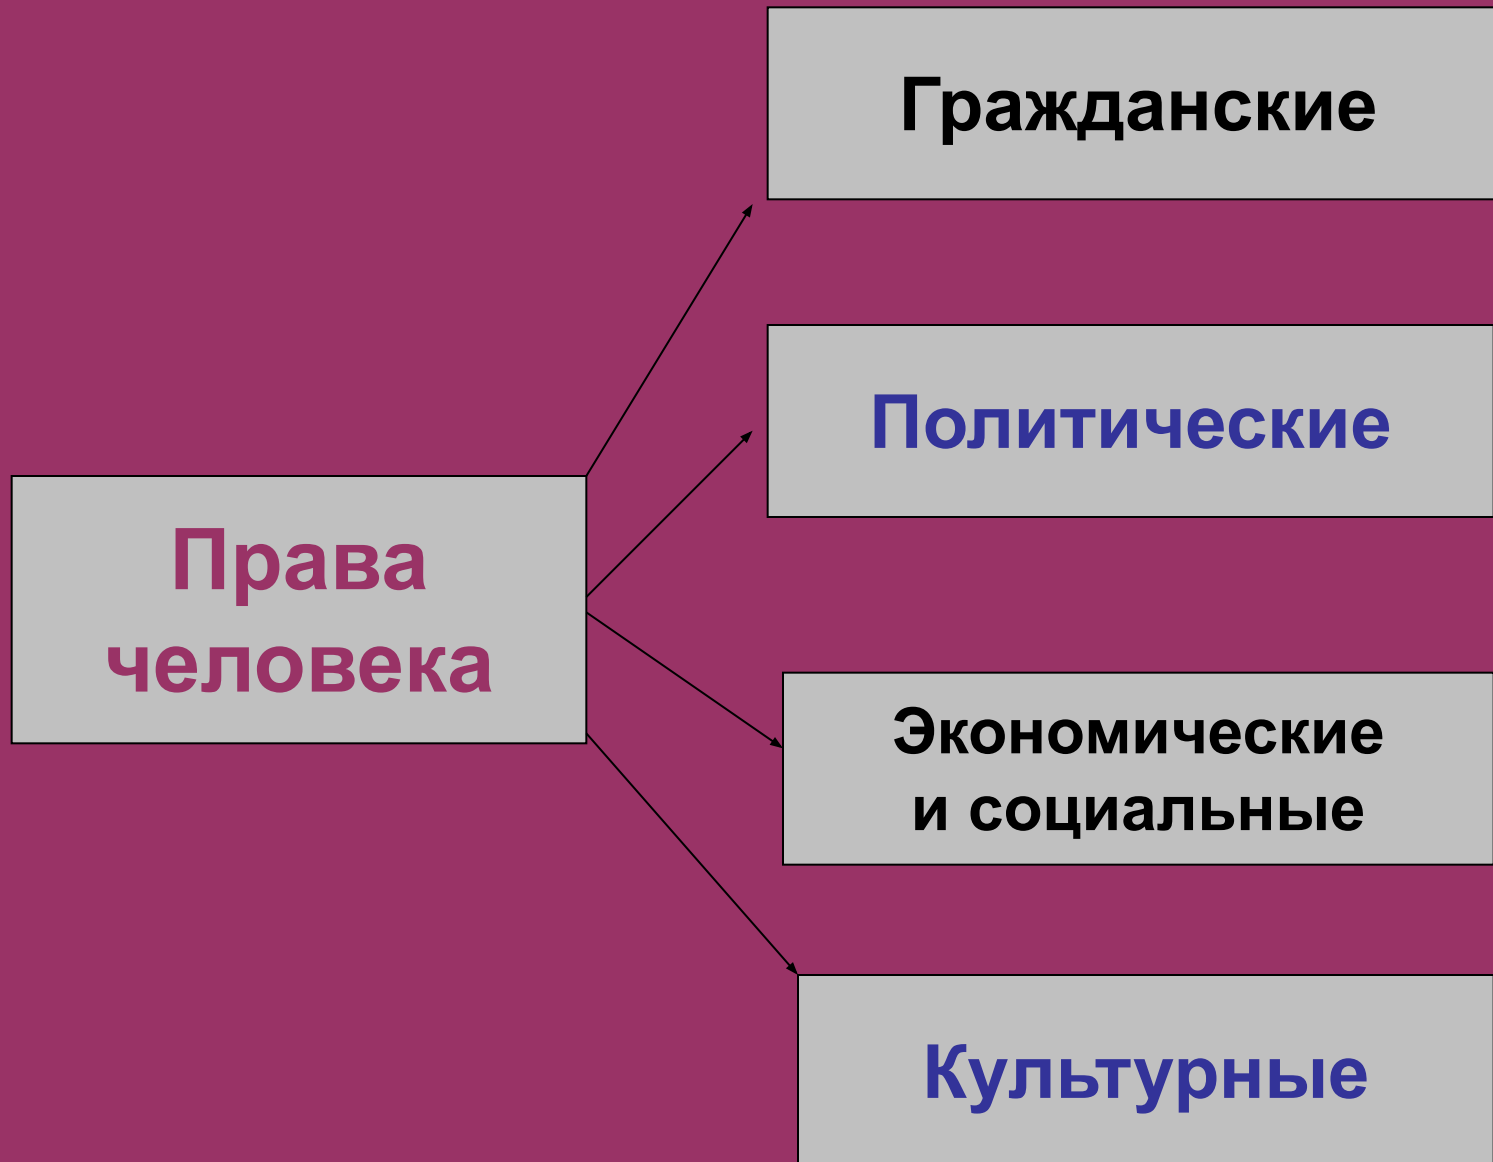 Гражданские
Политические
Права
человека
Экономические
и социальные
Культурные